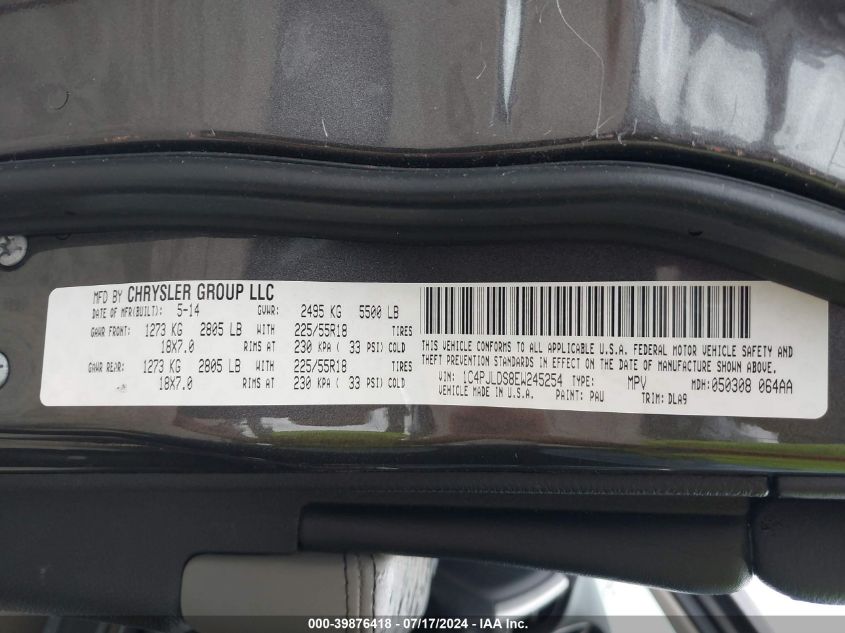 MFD BY CHRYSLER GROUP LLC
DATE OF MFR(BUILT): 5-14 GVWR: 2495 KG 5500 LB
GAWR FRONT: 1273 KG 2805 LB WITH 225/55R18 TIRES
18X7.0 RIMS AT 230 KPA ( 33 PSI) COLD
GAWR REAR: 1273 KG 2805 LB WITH 225/55R18 TIRES
18X7.0 RIMS AT 230 KPA ( 33 PSI) COLD
THIS VEHICLE CONFORMS TO ALL APPLICABLE U.S.A. FEDERAL MOTOR VEHICLE SAFETY AND
THEFT PREVENTION STANDARDS IN EFFECT ON THE DATE OF MANUFACTURE SHOWN ABOVE.
VIN: 1C4PJLDS8EW245254 TYPE: MPV MDH: 050308 064AA
VEHICLE MADE IN U.S.A. PAINT: PAU TRIM: DLA9
000-39876418 - 07/17/2024 - IAA Inc.